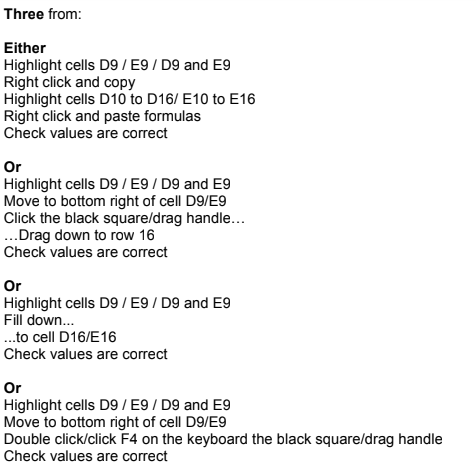 Three from:
Either
Highlight cells D9 / E9 / D9 and E9
Right click and copy
Highlight cells D10 to D16/ E10 to E16
Right click and paste formulas
Check values are correct
Or
Highlight cells D9 / E9 / D9 and E9
Move to bottom right of cell D9/E9
Click the black square/drag handle…
…Drag down to row 16
Check values are correct
Or
Highlight cells D9 / E9 / D9 and E9
Fill down...
...to cell D16/E16
Check values are correct
Or
Highlight cells D9 / E9 / D9 and E9
Move to bottom right of cell D9/E9
Double click/click F4 on the keyboard the black square/drag handle
Check values are correct